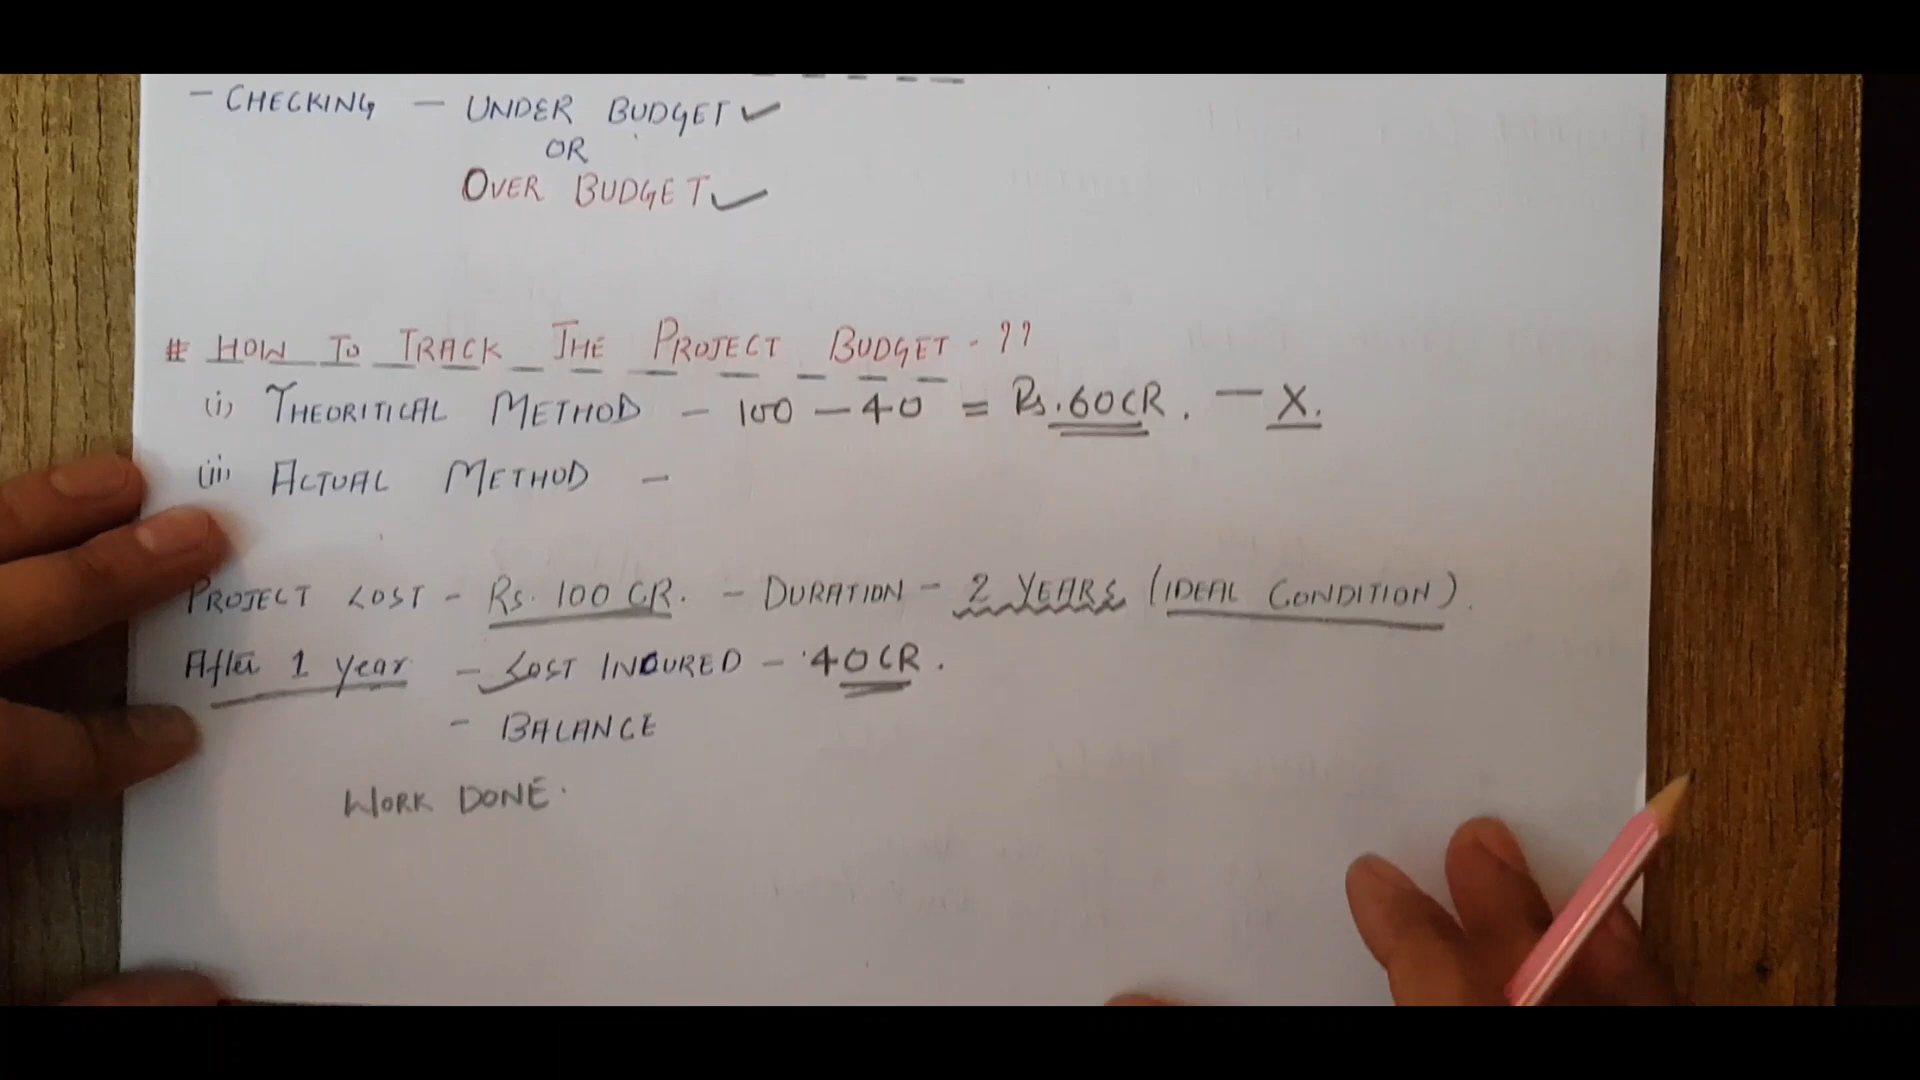 - CHECKING - UNDER BUDGET ✓
OR
OVER BUDGET ✓
# HOW TO TRACK THE PROJECT BUDGET - ??
(i) THEORITICAL METHOD - 100 - 40 = Rs. 60CR. - X.
(ii) ACTUAL METHOD -
PROJECT COST - Rs. 100 CR. - DURATION - 2 YEARS (IDEAL CONDITION).
After 1 year - COST INCURED - 40CR.
- BALANCE
WORK DONE.